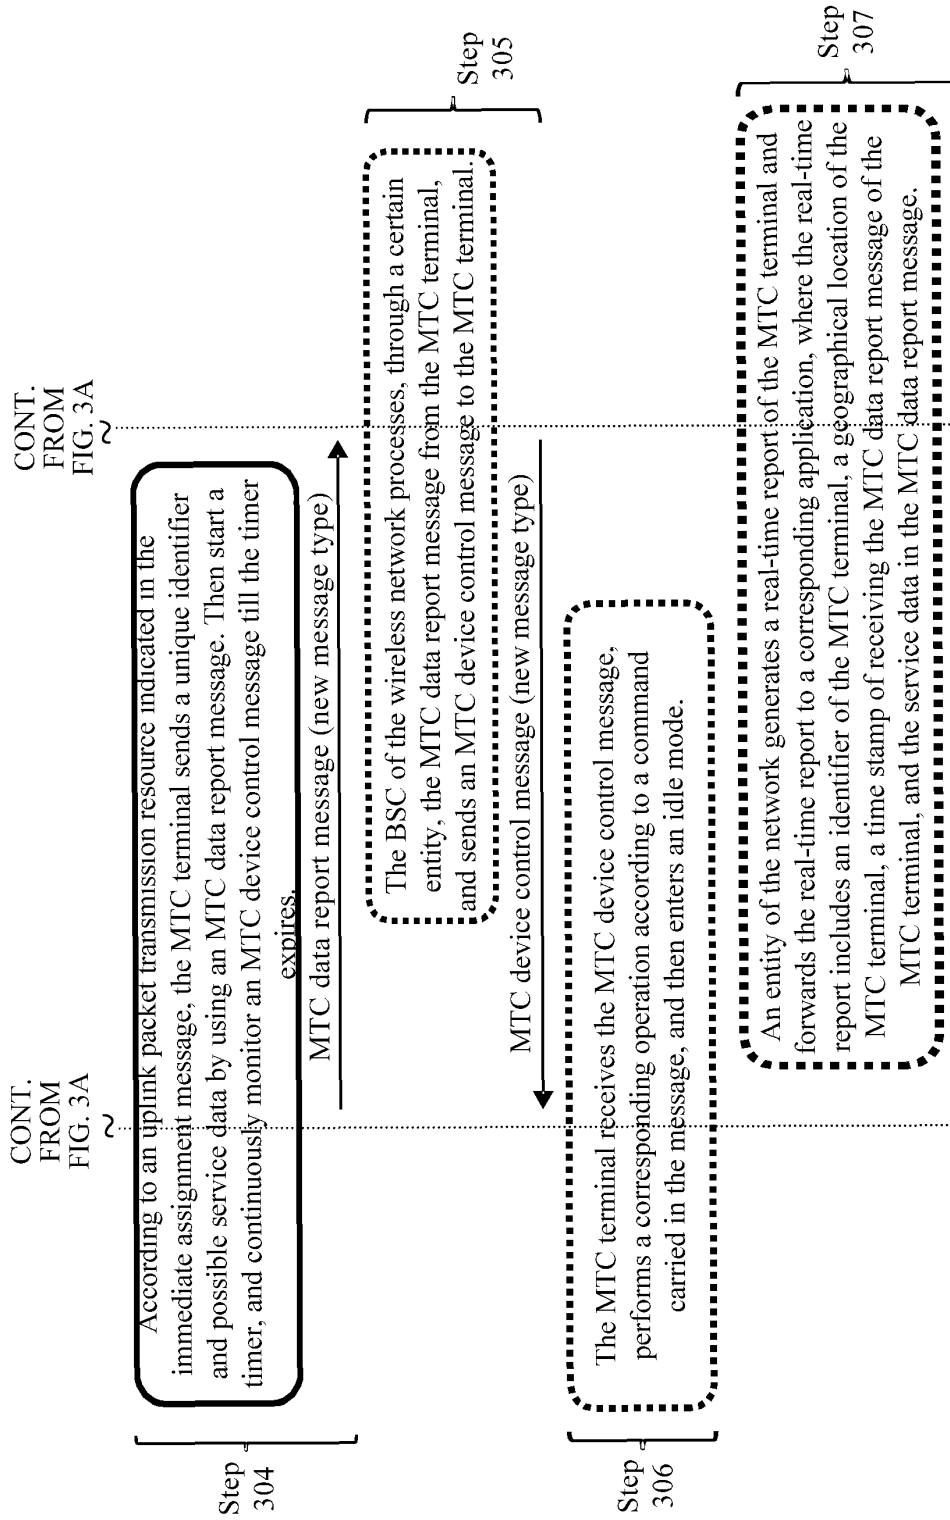 CONT.
FROM
FIG. 3A
CONT.
FROM
FIG. 3A
Step
304
According to an uplink packet transmission resource indicated in the
immediate assignment message, the MTC terminal sends a unique identifier
and possible service data by using an MTC data report message. Then start a
timer, and continuously monitor an MTC device control message till the timer
expires.
MTC data report message (new message type)
Step
305
The BSC of the wireless network processes, through a certain
entity, the MTC data report message from the MTC terminal,
and sends an MTC device control message to the MTC terminal.
MTC device control message (new message type)
Step
306
The MTC terminal receives the MTC device control message,
performs a corresponding operation according to a command
carried in the message, and then enters an idle mode.
Step
307
An entity of the network generates a real-time report of the MTC terminal and
forwards the real-time report to a corresponding application, where the real-time
report includes an identifier of the MTC terminal, a geographical location of the
MTC terminal, a time stamp of receiving the MTC data report message of the
MTC terminal, and the service data in the MTC data report message.